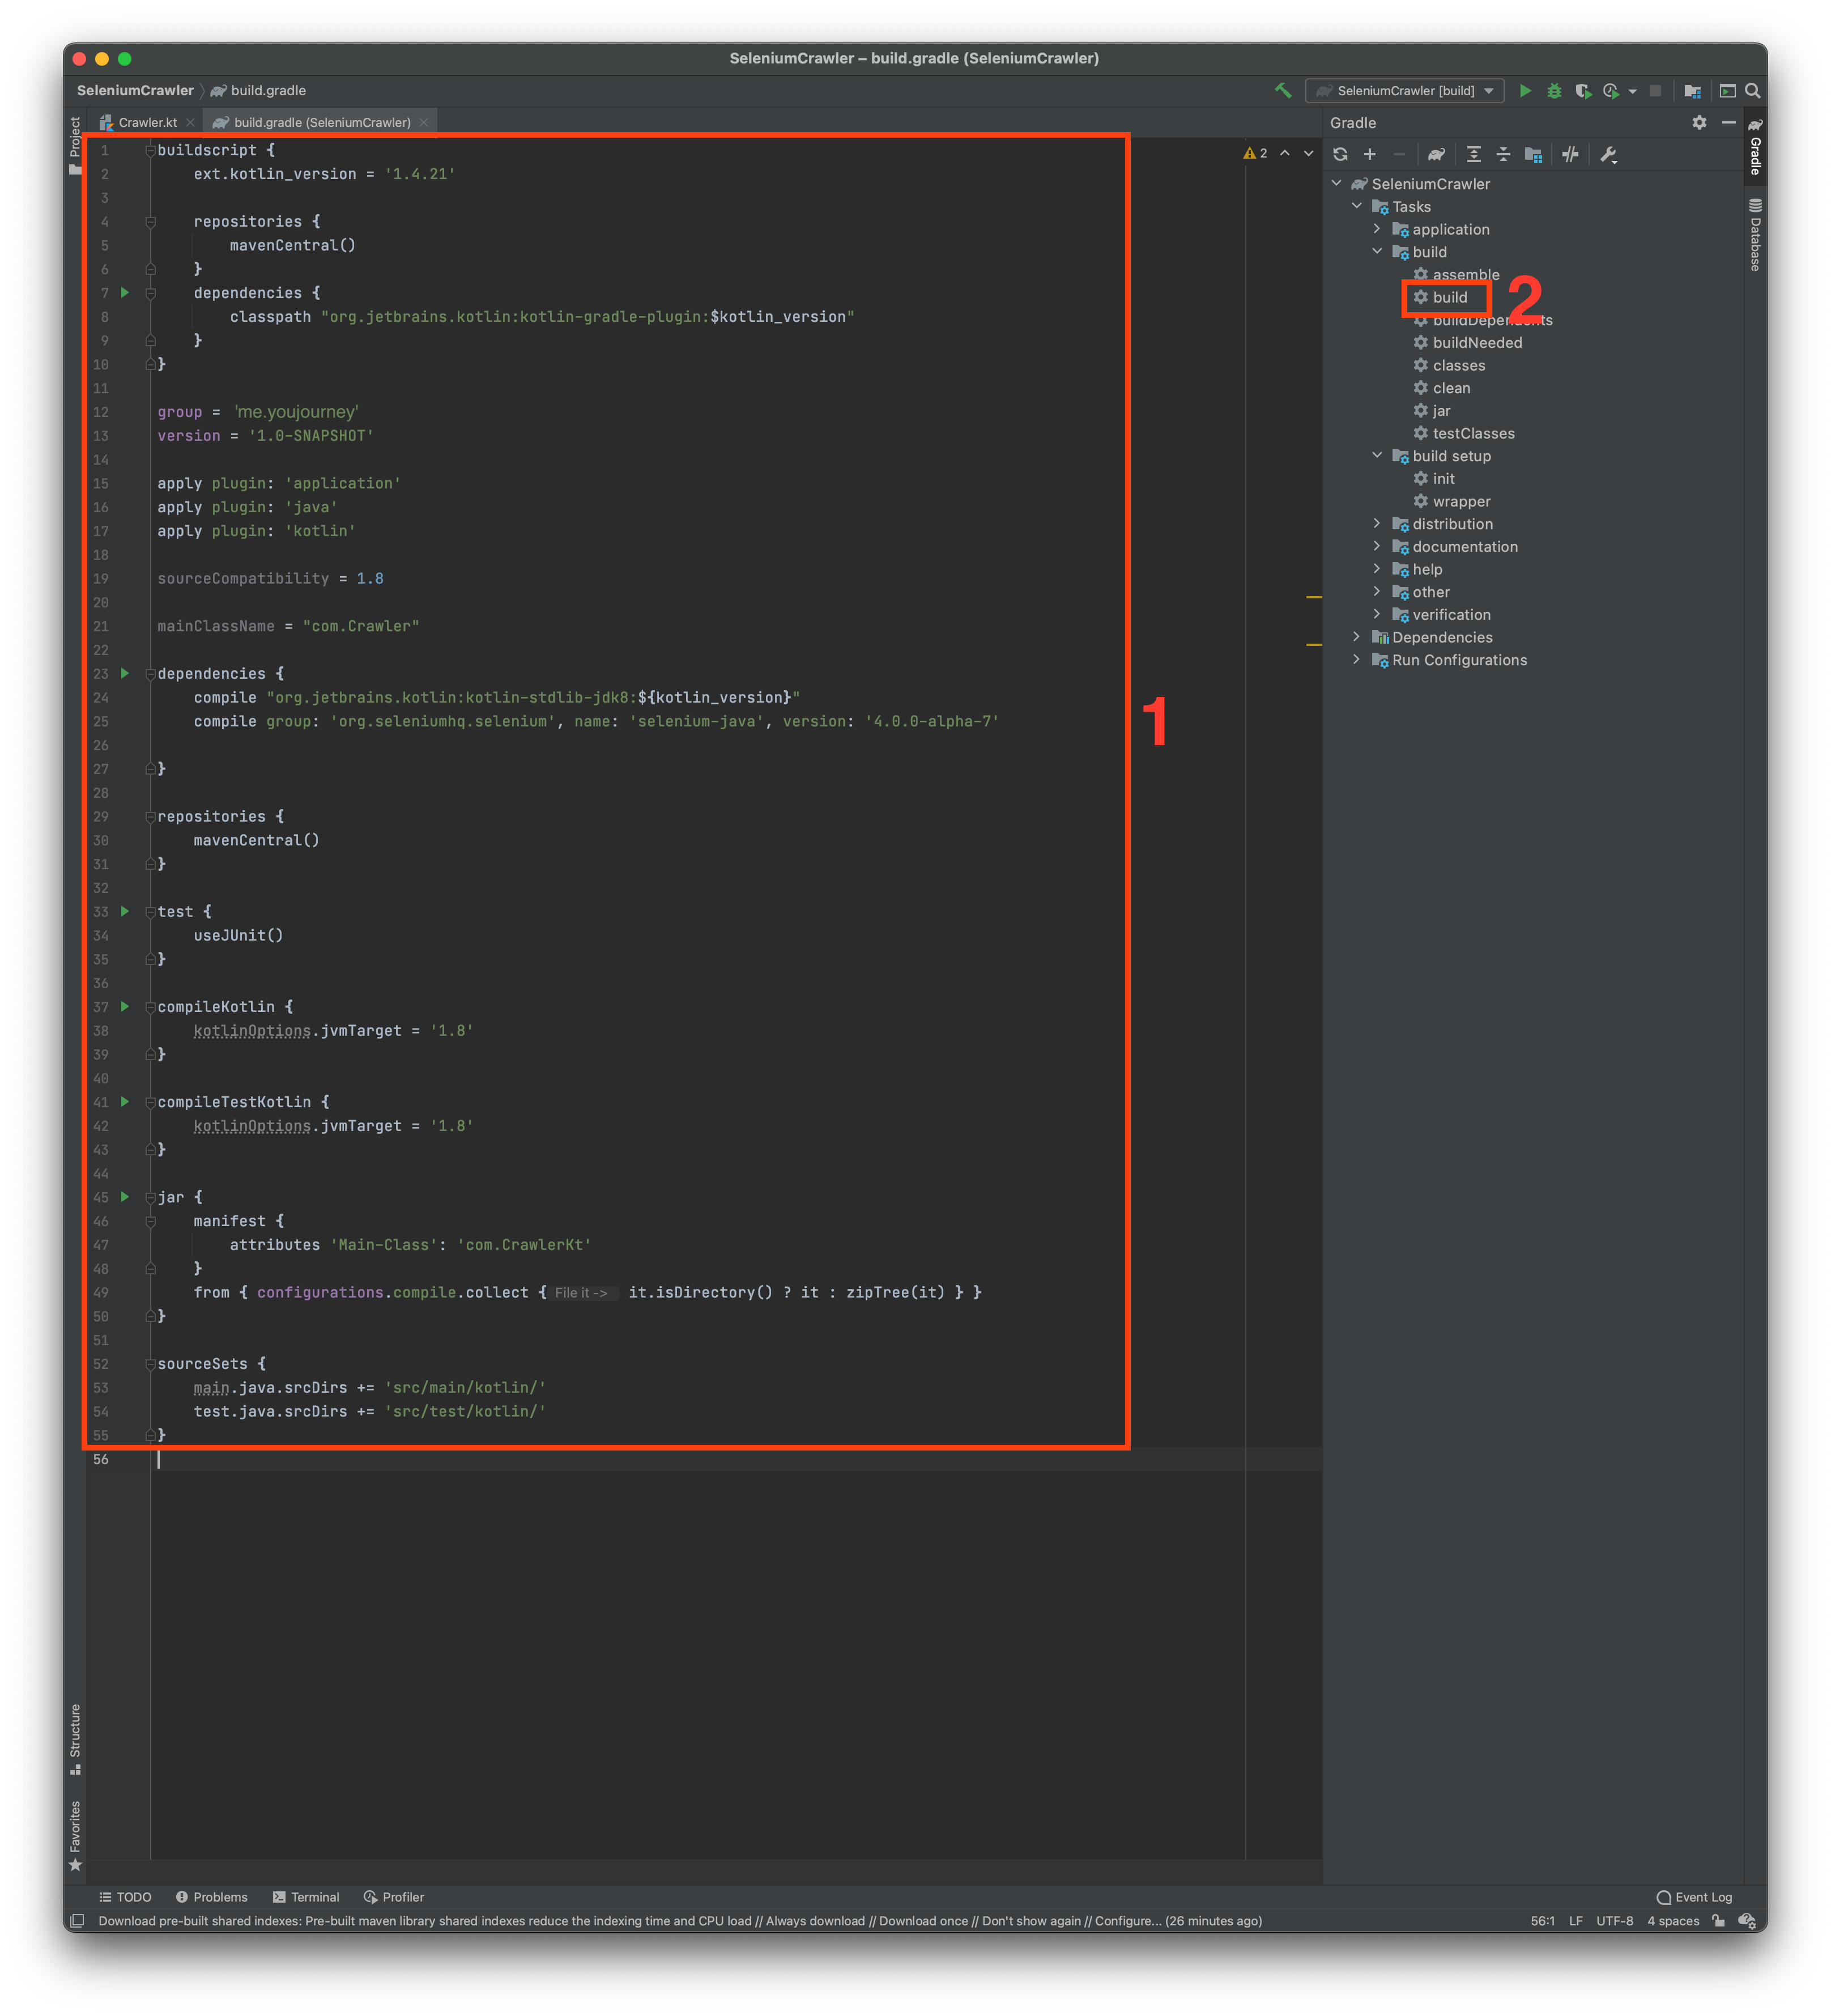 SeleniumCrawler – build.gradle (SeleniumCrawler)
SeleniumCrawler
build.gradle
SeleniumCrawler [build]
Project
Crawler.kt
build.gradle (SeleniumCrawler)
1 buildscript {
2 ext.kotlin_version = '1.4.21'
3
4 repositories {
5 mavenCentral()
6 }
7 dependencies {
8 classpath "org.jetbrains.kotlin:kotlin-gradle-plugin:$kotlin_version"
9 }
10 }
11
12 group = 'me.youjourney'
13 version = '1.0-SNAPSHOT'
14
15 apply plugin: 'application'
16 apply plugin: 'java'
17 apply plugin: 'kotlin'
18
19 sourceCompatibility = 1.8
20
21 mainClassName = "com.Crawler"
22
23 dependencies {
24 compile "org.jetbrains.kotlin:kotlin-stdlib-jdk8:${kotlin_version}"
25 compile group: 'org.seleniumhq.selenium', name: 'selenium-java', version: '4.0.0-alpha-7'
26
27 }
28
29 repositories {
30 mavenCentral()
31 }
32
33 test {
34 useJUnit()
35 }
36
37 compileKotlin {
38 kotlinOptions.jvmTarget = '1.8'
39 }
40
41 compileTestKotlin {
42 kotlinOptions.jvmTarget = '1.8'
43 }
44
45 jar {
46 manifest {
47 attributes 'Main-Class': 'com.CrawlerKt'
48 }
49 from { configurations.compile.collect { File it -> it.isDirectory() ? it : zipTree(it) } }
50 }
51
52 sourceSets {
53 main.java.srcDirs += 'src/main/kotlin/'
54 test.java.srcDirs += 'src/test/kotlin/'
55 }
56
2
1
Gradle
SeleniumCrawler
Tasks
application
build
assemble
build
2
buildDependents
buildNeeded
classes
clean
jar
testClasses
build setup
init
wrapper
distribution
documentation
help
other
verification
Dependencies
Run Configurations
Gradle
Database
Structure
Favorites
TODO
Problems
Terminal
Profiler
Event Log
Download pre-built shared indexes: Pre-built maven library shared indexes reduce the indexing time and CPU load // Always download // Download once // Don't show again // Configure... (26 minutes ago)
56:1 LF UTF-8 4 spaces